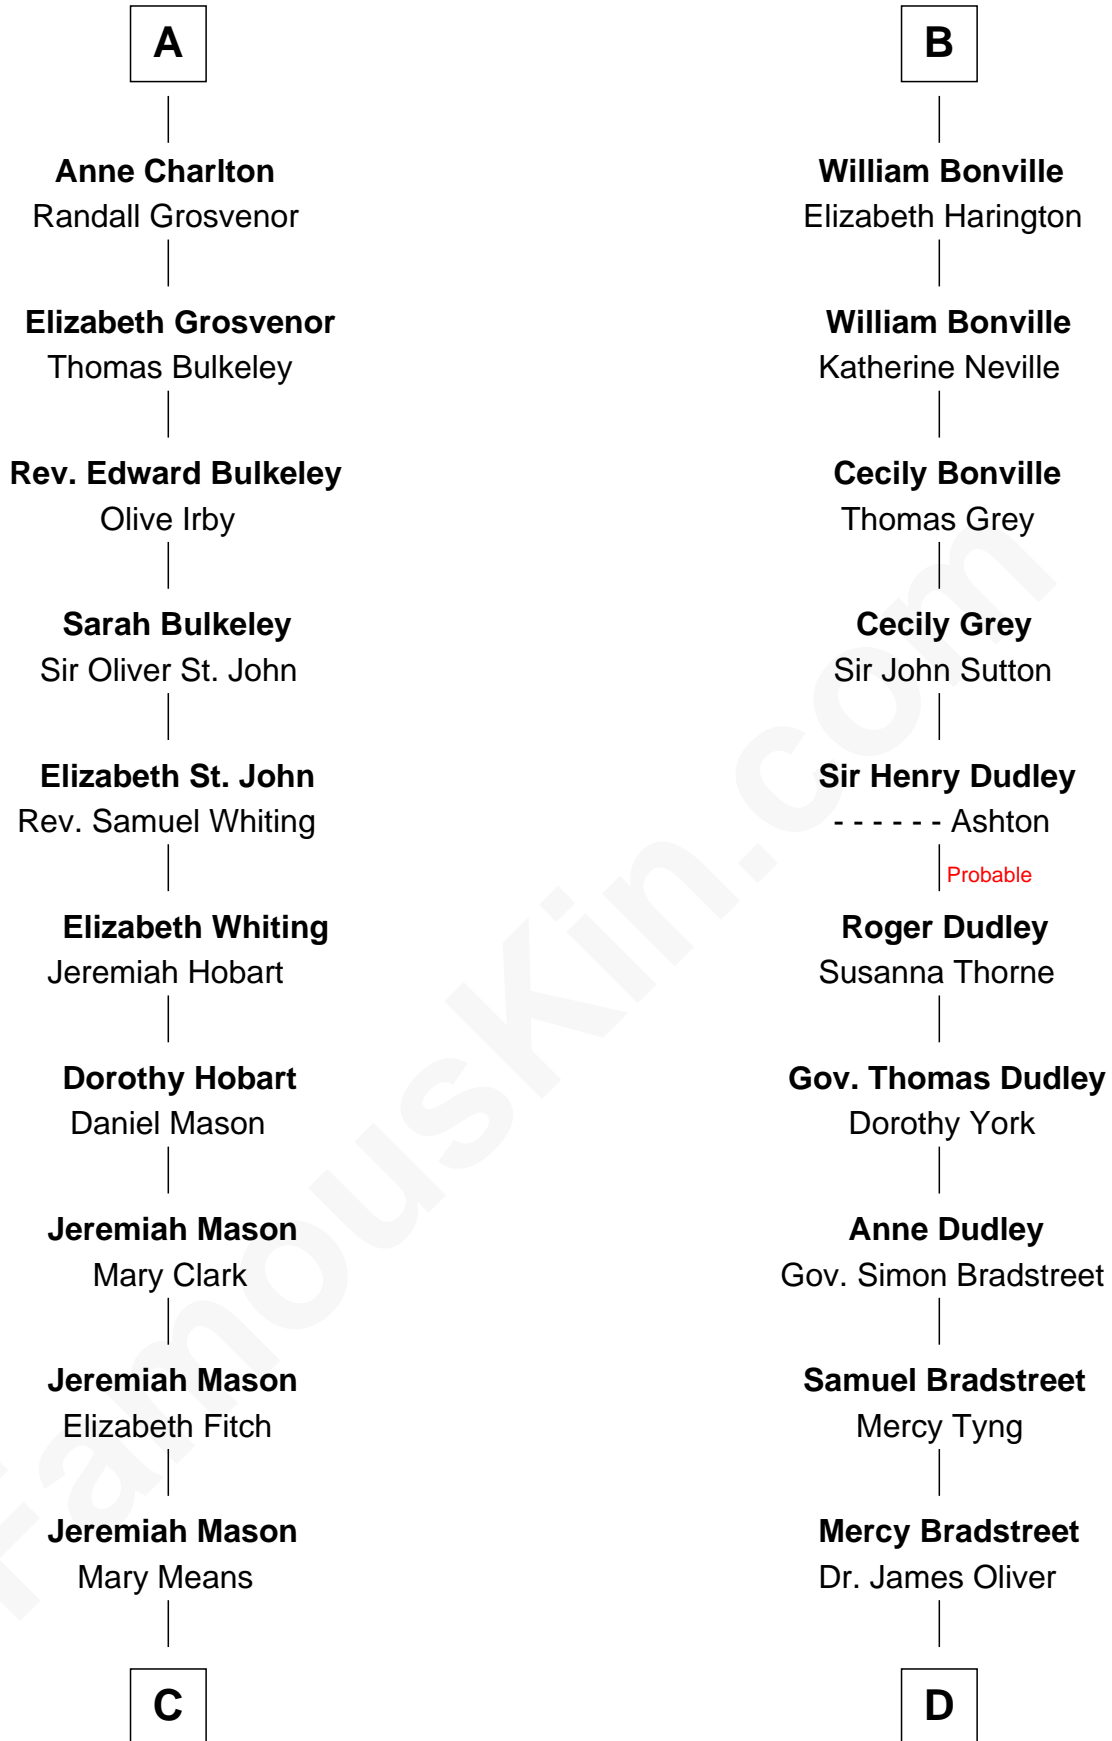 A
Anne Charlton
Randall Grosvenor
Elizabeth Grosvenor
Thomas Bulkeley
Rev. Edward Bulkeley
Olive Irby
Sarah Bulkeley
Sir Oliver St. John
Elizabeth St. John
Rev. Samuel Whiting
Elizabeth Whiting
Jeremiah Hobart
Dorothy Hobart
Daniel Mason
Jeremiah Mason
Mary Clark
Jeremiah Mason
Elizabeth Fitch
Jeremiah Mason
Mary Means
C
B
William Bonville
Elizabeth Harington
William Bonville
Katherine Neville
Cecily Bonville
Thomas Grey
Cecily Grey
Sir John Sutton
Sir Henry Dudley
- - - - - - Ashton
Probable
Roger Dudley
Susanna Thorne
Gov. Thomas Dudley
Dorothy York
Anne Dudley
Gov. Simon Bradstreet
Samuel Bradstreet
Mercy Tyng
Mercy Bradstreet
Dr. James Oliver
D
FamousKin.com